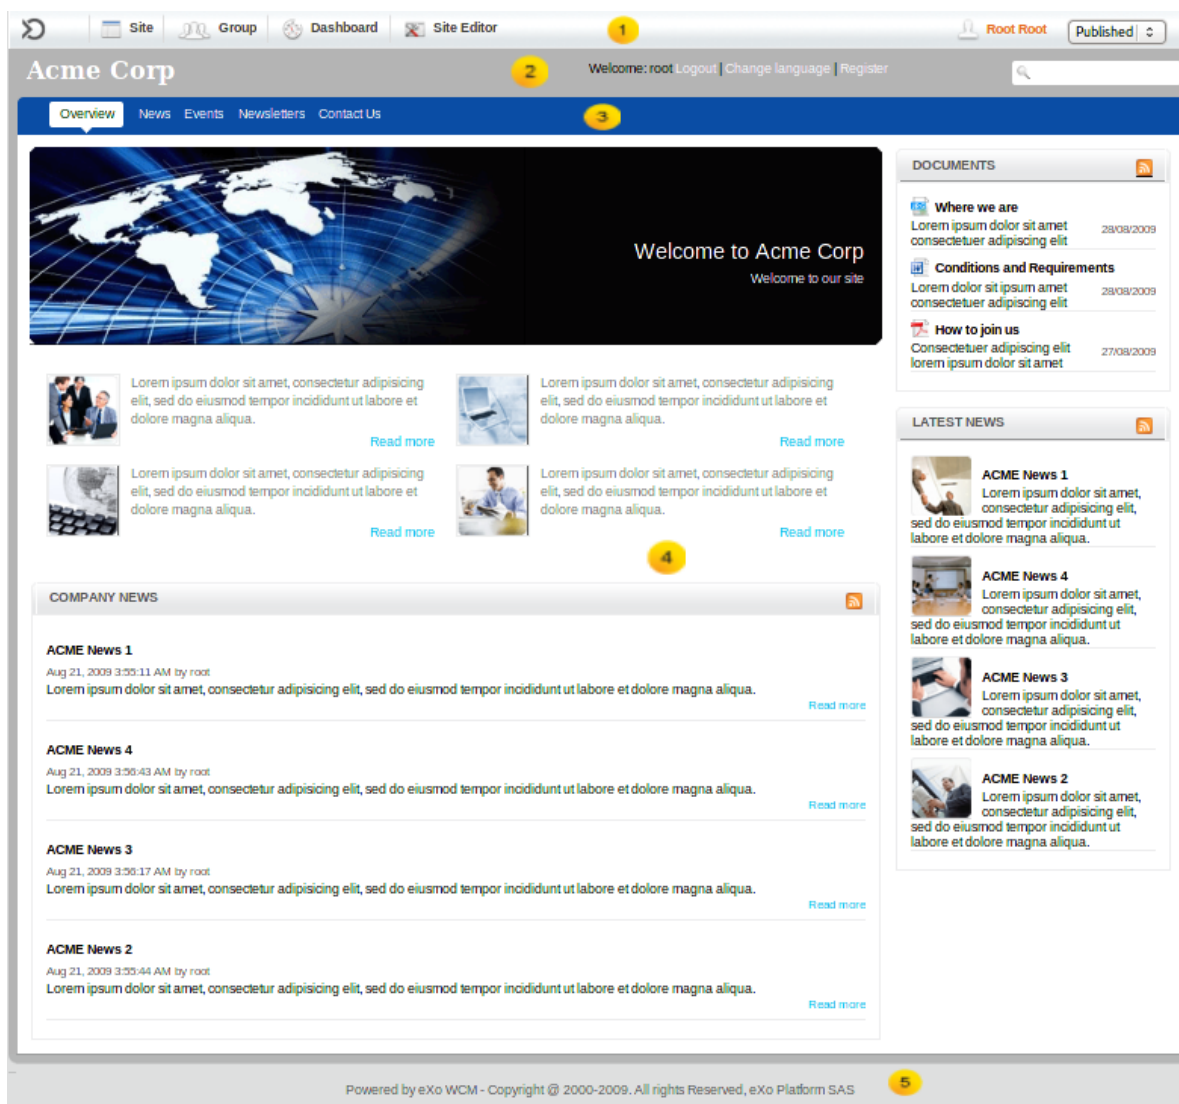 Site Group Dashboard Site Editor 1 Root Root Published
Acme Corp 2 Welcome: root Logout | Change language | Register
Overview News Events Newsletters Contact Us 3
Welcome to Acme Corp
Welcome to our site
Lorem ipsum dolor sit amet, consectetur adipisicing
elit, sed do eiusmod tempor incididunt ut labore et
dolore magna aliqua.
Read more
Lorem ipsum dolor sit amet, consectetur adipisicing
elit, sed do eiusmod tempor incididunt ut labore et
dolore magna aliqua.
Read more
Lorem ipsum dolor sit amet, consectetur adipisicing
elit, sed do eiusmod tempor incididunt ut labore et
dolore magna aliqua.
Read more
Lorem ipsum dolor sit amet, consectetur adipisicing
elit, sed do eiusmod tempor incididunt ut labore et
dolore magna aliqua.
Read more
4
COMPANY NEWS
ACME News 1
Aug 21, 2009 3:55:11 AM by root
Lorem ipsum dolor sit amet, consectetur adipisicing elit, sed do eiusmod tempor incididunt ut labore et dolore magna aliqua.
Read more
ACME News 4
Aug 21, 2009 3:56:43 AM by root
Lorem ipsum dolor sit amet, consectetur adipisicing elit, sed do eiusmod tempor incididunt ut labore et dolore magna aliqua.
Read more
ACME News 3
Aug 21, 2009 3:56:17 AM by root
Lorem ipsum dolor sit amet, consectetur adipisicing elit, sed do eiusmod tempor incididunt ut labore et dolore magna aliqua.
Read more
ACME News 2
Aug 21, 2009 3:55:44 AM by root
Lorem ipsum dolor sit amet, consectetur adipisicing elit, sed do eiusmod tempor incididunt ut labore et dolore magna aliqua.
Read more
DOCUMENTS
Where we are
Lorem ipsum dolor sit amet
consectetuer adipiscing elit
28/08/2009
Conditions and Requirements
Lorem dolor sit ipsum amet
consectetuer adipiscing elit
28/08/2009
How to join us
Consectetuer adipiscing elit
lorem ipsum dolor sit amet
27/08/2009
LATEST NEWS
ACME News 1
Lorem ipsum dolor sit amet,
consectetur adipisicing elit,
sed do eiusmod tempor incididunt ut
labore et dolore magna aliqua.
ACME News 4
Lorem ipsum dolor sit amet,
consectetur adipisicing elit,
sed do eiusmod tempor incididunt ut
labore et dolore magna aliqua.
ACME News 3
Lorem ipsum dolor sit amet,
consectetur adipisicing elit,
sed do eiusmod tempor incididunt ut
labore et dolore magna aliqua.
ACME News 2
Lorem ipsum dolor sit amet,
consectetur adipisicing elit,
sed do eiusmod tempor incididunt ut
labore et dolore magna aliqua.
Powered by eXo WCM - Copyright @ 2000-2009. All rights Reserved, eXo Platform SAS 5